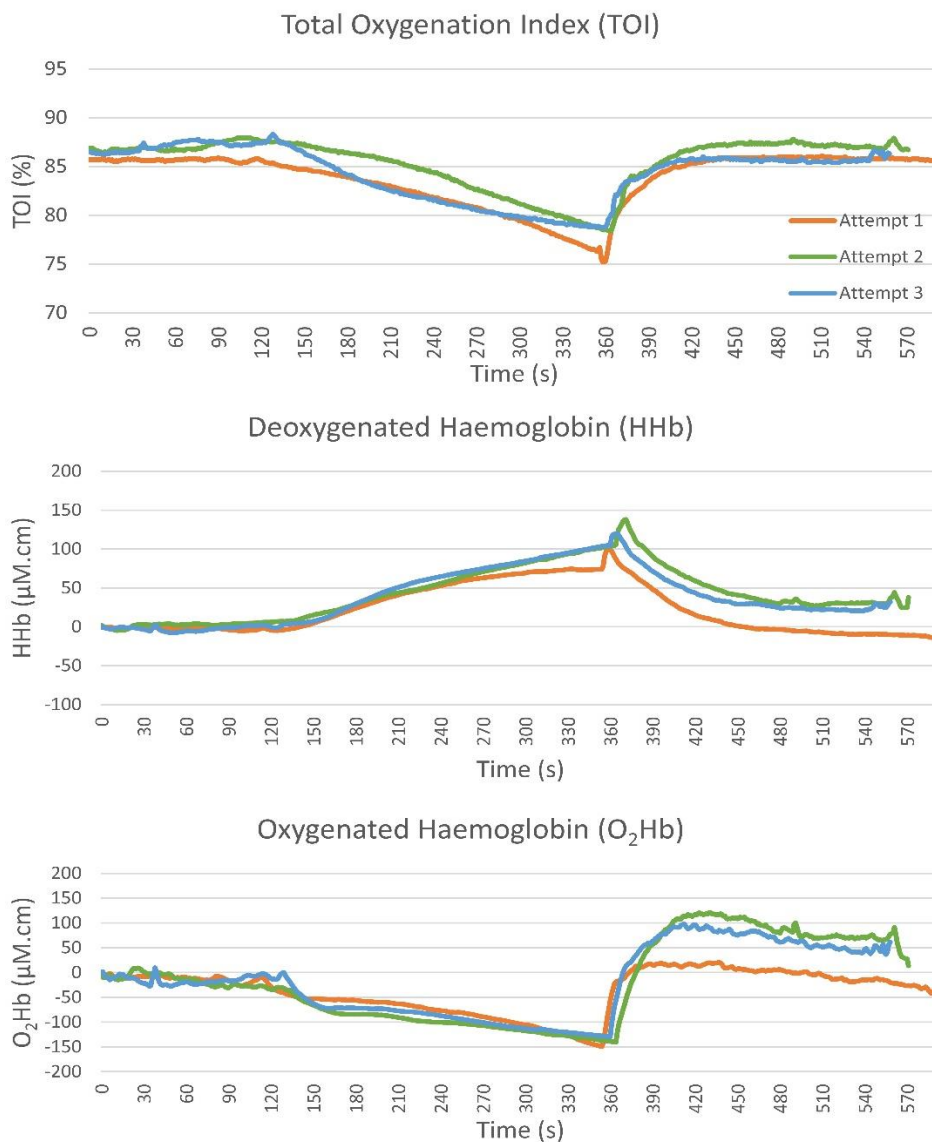 Total Oxygenation Index (TOI)
95
90
85
80
75
70
TOI (%)
Attempt 1
Attempt 2
Attempt 3
0 30 60 90 120 150 180 210 240 270 300 330 360 390 420 450 480 510 540 570
Time (s)
Deoxygenated Haemoglobin (HHb)
200
150
100
50
0
-50
-100
HHb (µM.cm)
0 30 60 90 120 150 180 210 240 270 300 330 360 390 420 450 480 510 540 570
Time (s)
Oxygenated Haemoglobin (O₂Hb)
200
150
100
50
0
-50
-100
-150
-200
O₂Hb (µM.cm)
0 30 60 90 120 150 180 210 240 270 300 330 360 390 420 450 480 510 540 570
Time (s)